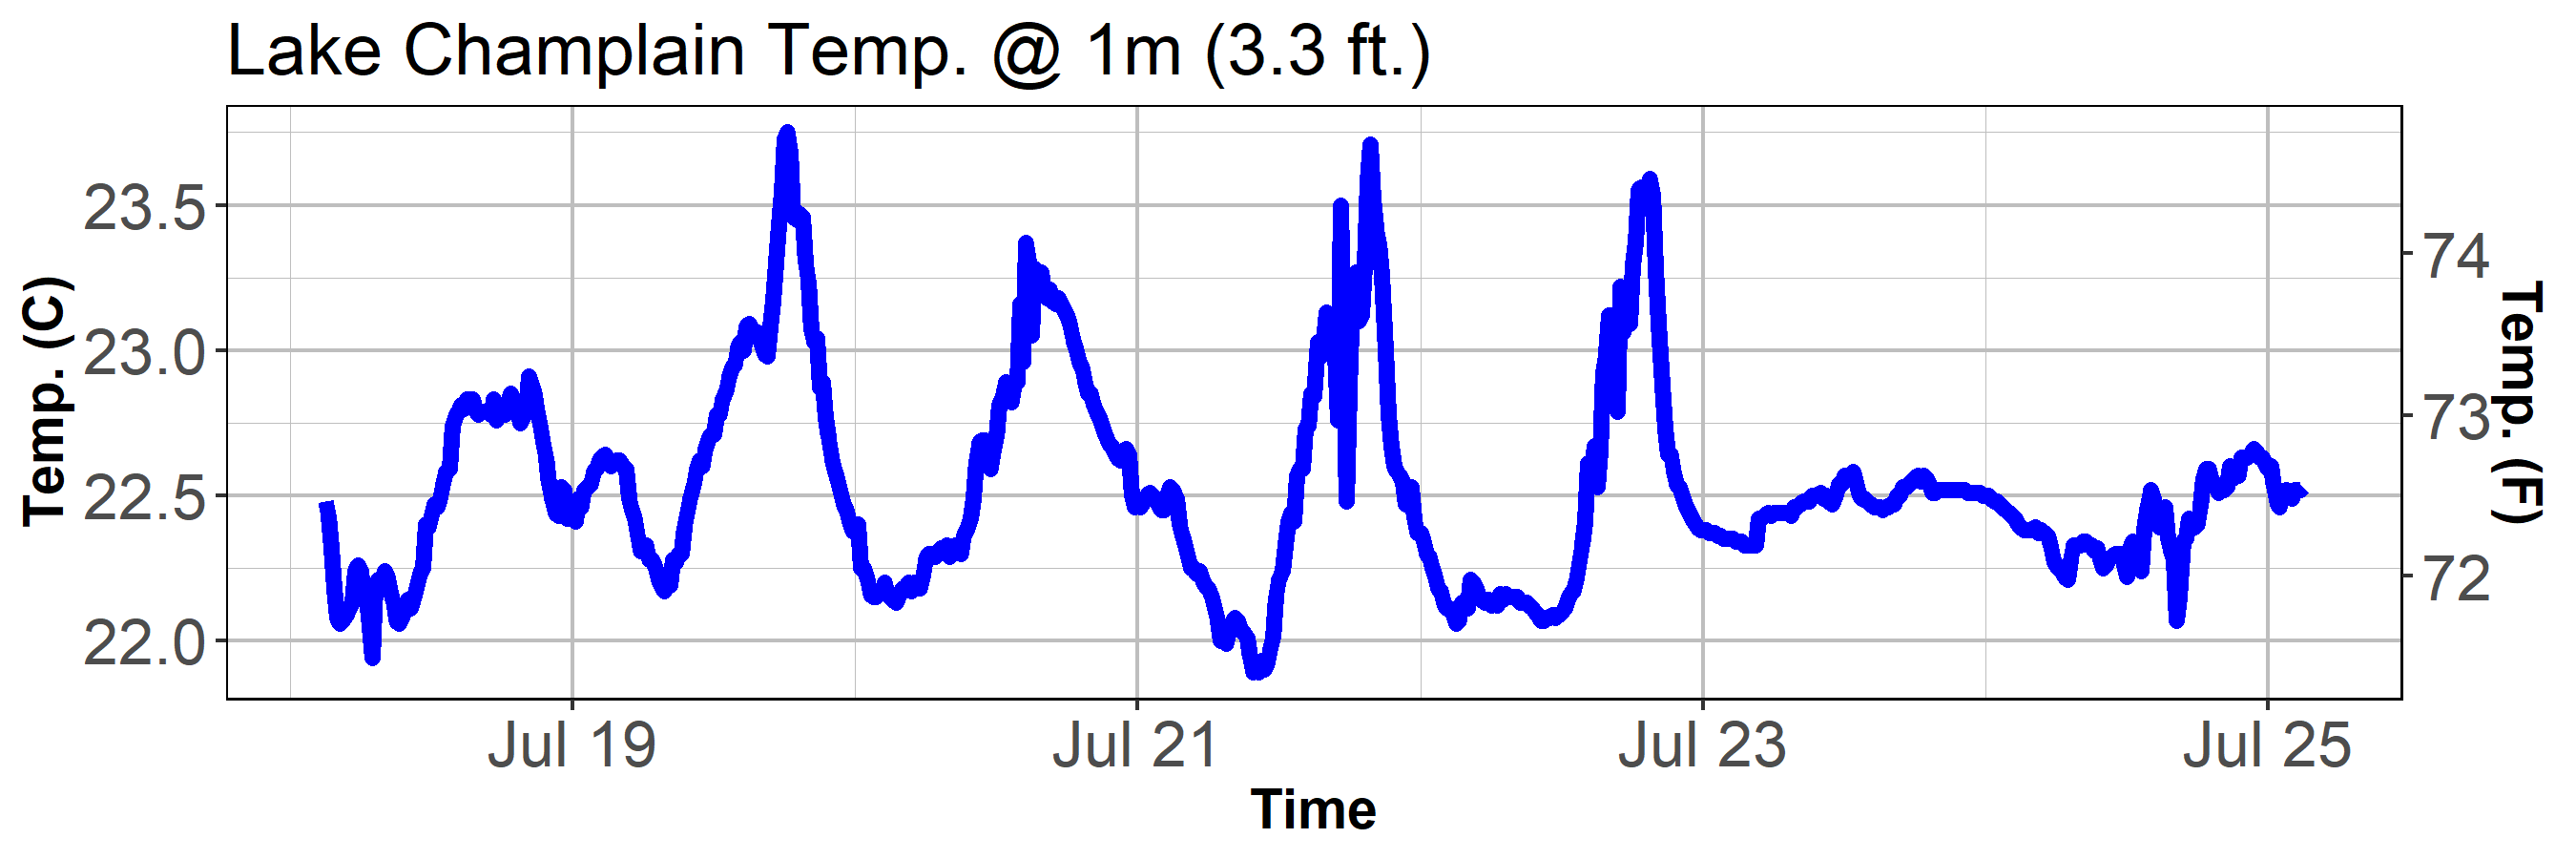 Lake Champlain Temp. @ 1m (3.3 ft.)
Temp. (C)
23.5
23.0
22.5
22.0
74
73
72
Temp. (F)
Jul 19
Jul 21
Jul 23
Jul 25
Time